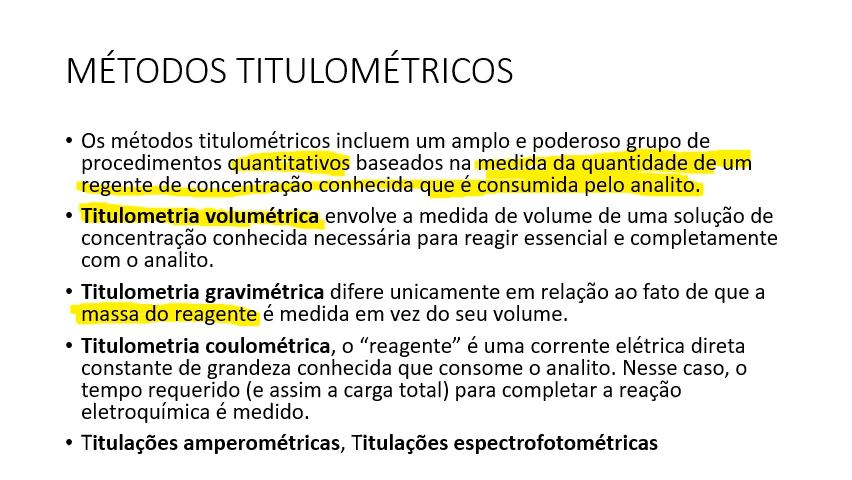 MÉTODOS TITULOMÉTRICOS
• Os métodos titulométricos incluem um amplo e poderoso grupo de
procedimentos quantitativos baseados na medida da quantidade de um
regente de concentração conhecida que é consumida pelo analito.
• Titulometria volumétrica envolve a medida de volume de uma solução de
concentração conhecida necessária para reagir essencial e completamente
com o analito.
• Titulometria gravimétrica difere unicamente em relação ao fato de que a
massa do reagente é medida em vez do seu volume.
• Titulometria coulométrica, o “reagente” é uma corrente elétrica direta
constante de grandeza conhecida que consome o analito. Nesse caso, o
tempo requerido (e assim a carga total) para completar a reação
eletroquímica é medido.
• Titulações amperométricas, Titulações espectrofotométricas